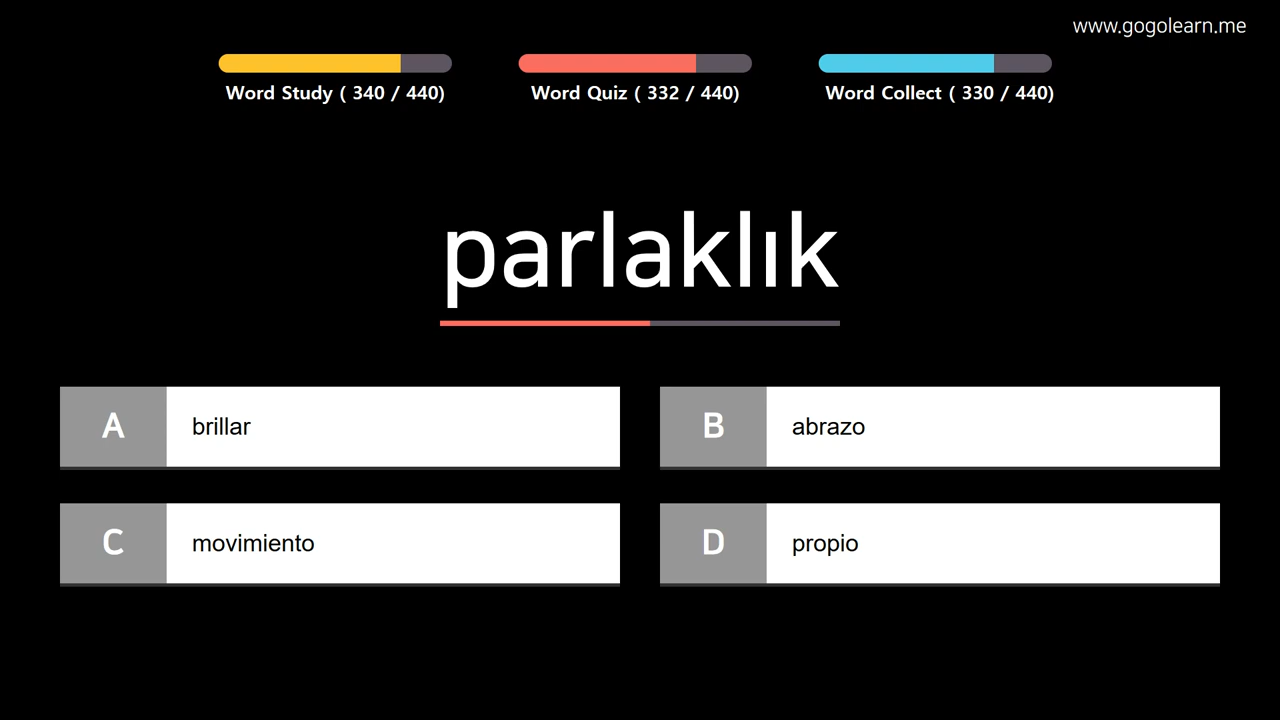 www.gogolearn.me
Word Study ( 340 / 440)
Word Quiz ( 332 / 440)
Word Collect ( 330 / 440)
parlaklık
A brillar
B abrazo
C movimiento
D propio